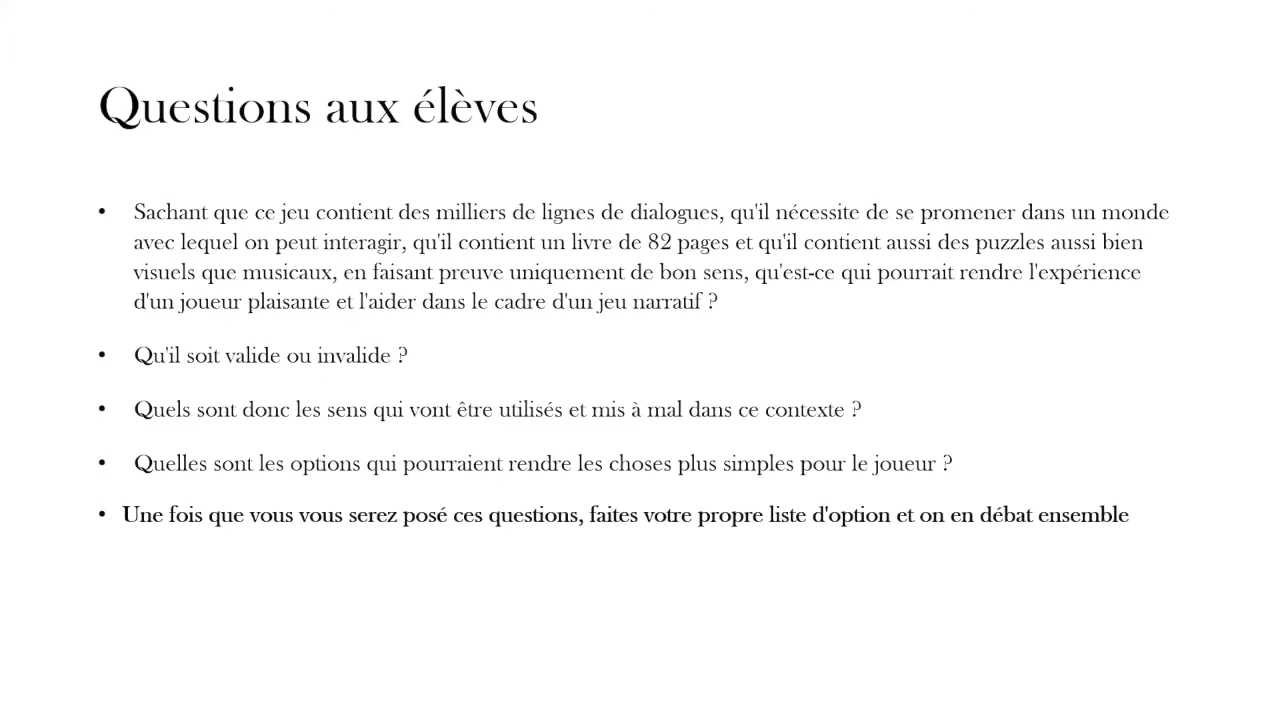 Questions aux élèves
• Sachant que ce jeu contient des milliers de lignes de dialogues, qu'il nécessite de se promener dans un monde
avec lequel on peut interagir, qu'il contient un livre de 82 pages et qu'il contient aussi des puzzles aussi bien
visuels que musicaux, en faisant preuve uniquement de bon sens, qu'est-ce qui pourrait rendre l'expérience
d'un joueur plaisante et l'aider dans le cadre d'un jeu narratif ?
• Qu'il soit valide ou invalide ?
• Quels sont donc les sens qui vont être utilisés et mis à mal dans ce contexte ?
• Quelles sont les options qui pourraient rendre les choses plus simples pour le joueur ?
• Une fois que vous vous serez posé ces questions, faites votre propre liste d'option et on en débat ensemble